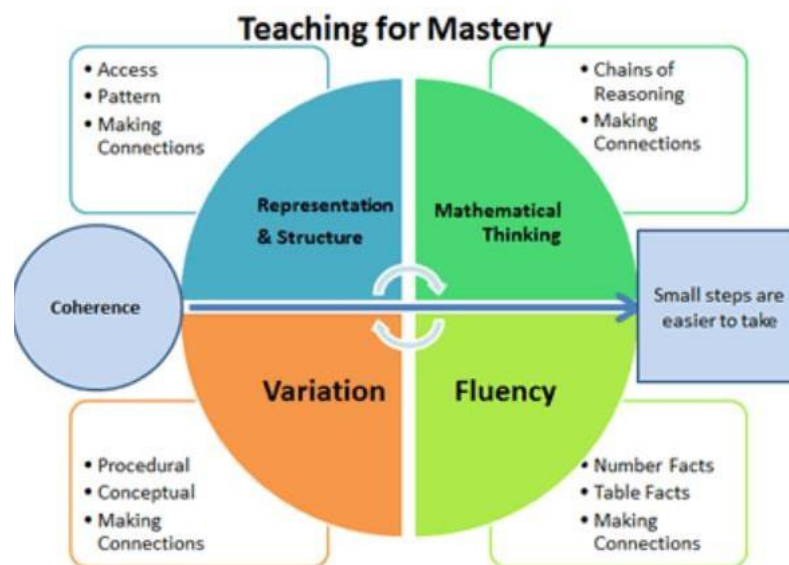 Teaching for Mastery
• Access
• Pattern
• Making
Connections
• Chains of
Reasoning
• Making
Connections
Representation
& Structure
Mathematical
Thinking
Coherence
Small steps are
easier to take
Variation
Fluency
• Procedural
• Conceptual
• Making
Connections
• Number Facts
• Table Facts
• Making
Connections